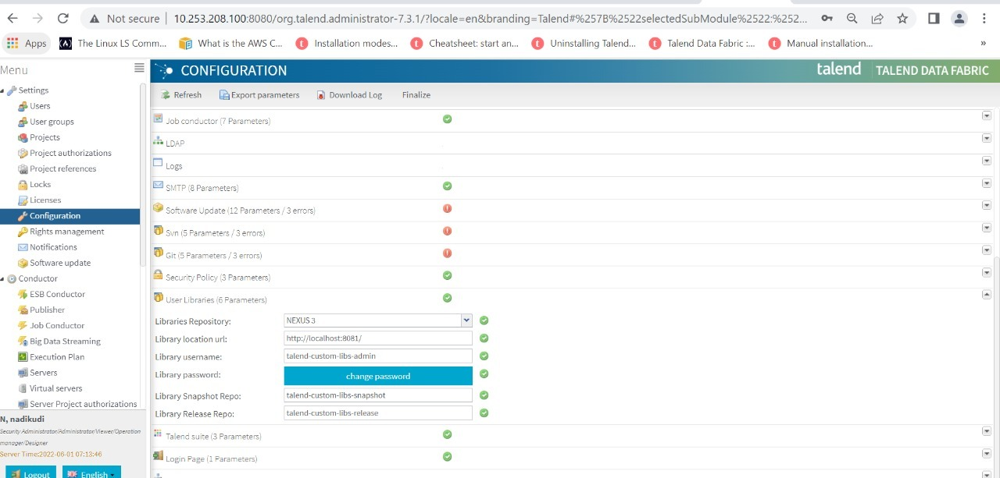 Not secure | 10.253.208.100:8080/org.talend.administrator-7.3.1/?locale=en&branding=Talend#%257B%2522selectedSubModule%2522:%252...
Apps
The Linux LS Comm...
What is the AWS C...
Installation modes...
Cheatsheet: start an...
Uninstalling Talend...
Talend Data Fabric :...
Manual installation...
»
Menu
CONFIGURATION
talend | TALEND DATA FABRIC
Refresh
Export parameters
Download Log
Finalize
Settings
Users
User groups
Projects
Project authorizations
Project references
Locks
Licenses
Configuration
Rights management
Notifications
Software update
Conductor
ESB Conductor
Publisher
Job Conductor
Big Data Streaming
Execution Plan
Servers
Virtual servers
Server Project authorizations
N, nadikudi
Security Administrator/Administrator/Viewer/Operation
manager/Designer
Server Time:2022-06-01 07:13:46
Logout
English
Job conductor (7 Parameters)
LDAP
Logs
SMTP (8 Parameters)
Software Update (12 Parameters / 3 errors)
Svn (5 Parameters / 3 errors)
Git (5 Parameters / 3 errors)
Security Policy (3 Parameters)
User Libraries (6 Parameters)
Libraries Repository: NEXUS 3
Library location url: http://localhost:8081/
Library username: talend-custom-libs-admin
Library password: change password
Library Snapshot Repo: talend-custom-libs-snapshot
Library Release Repo: talend-custom-libs-release
Talend suite (3 Parameters)
Login Page (1 Parameters)